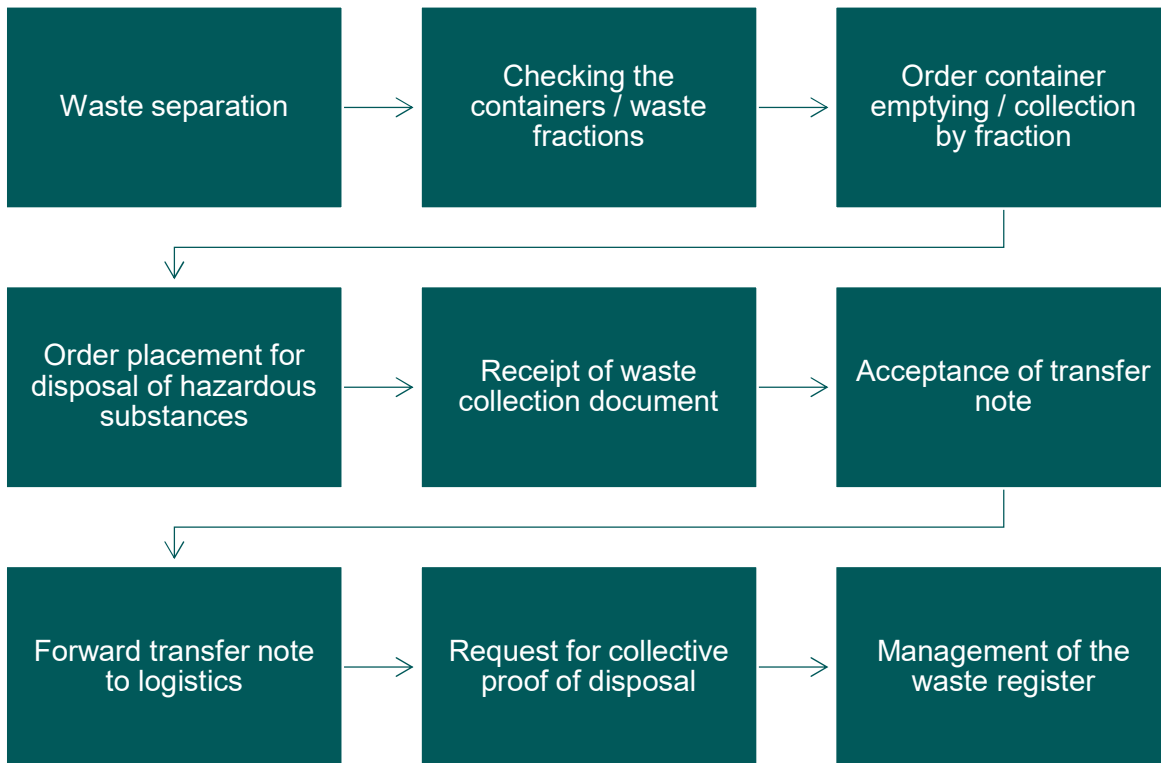 Waste separation
Checking the
containers / waste
fractions
Order container
emptying / collection
by fraction
Order placement for
disposal of hazardous
substances
Receipt of waste
collection document
Acceptance of transfer
note
Forward transfer note
to logistics
Request for collective
proof of disposal
Management of the
waste register